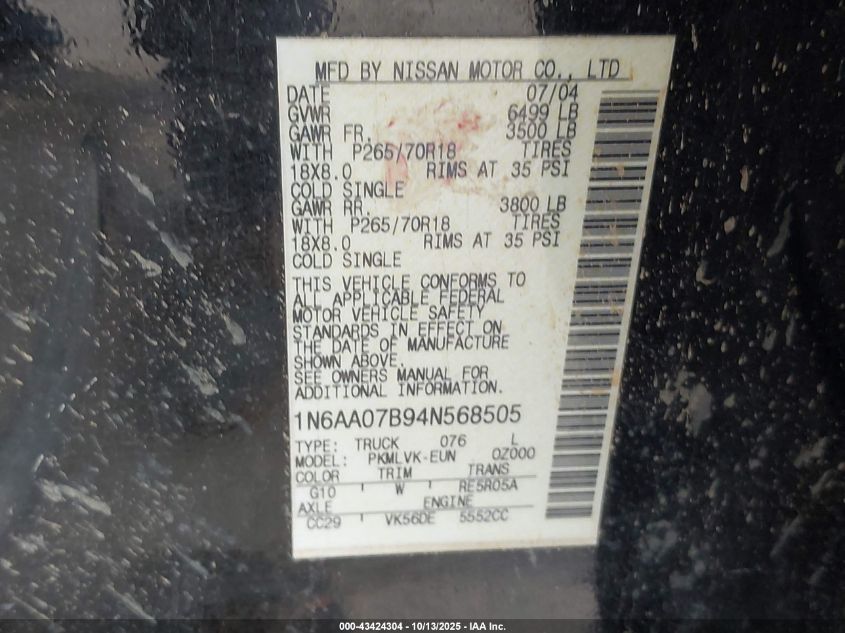 MFD BY NISSAN MOTOR CO., LTD
DATE 07/04
GVWR 6499 LB
GAWR FR. 3500 LB
WITH P265/70R18 TIRES
18X8.0 RIMS AT 35 PSI
COLD SINGLE
GAWR RR. 3800 LB
WITH P265/70R18 TIRES
18X8.0 RIMS AT 35 PSI
COLD SINGLE
THIS VEHICLE CONFORMS TO
ALL APPLICABLE FEDERAL
MOTOR VEHICLE SAFETY
STANDARDS IN EFFECT ON
THE DATE OF MANUFACTURE
SHOWN ABOVE.
SEE OWNERS MANUAL FOR
ADDITIONAL INFORMATION.
1N6AA07B94N568505
TYPE: TRUCK 076 L
MODEL: PKMLVK-EUN 0Z000
COLOR TRIM TRANS
G10 W RE5R05A
AXLE ENGINE
CC29 VK56DE 5552CC
000-43424304 | 10/13/2025 - IAA Inc.